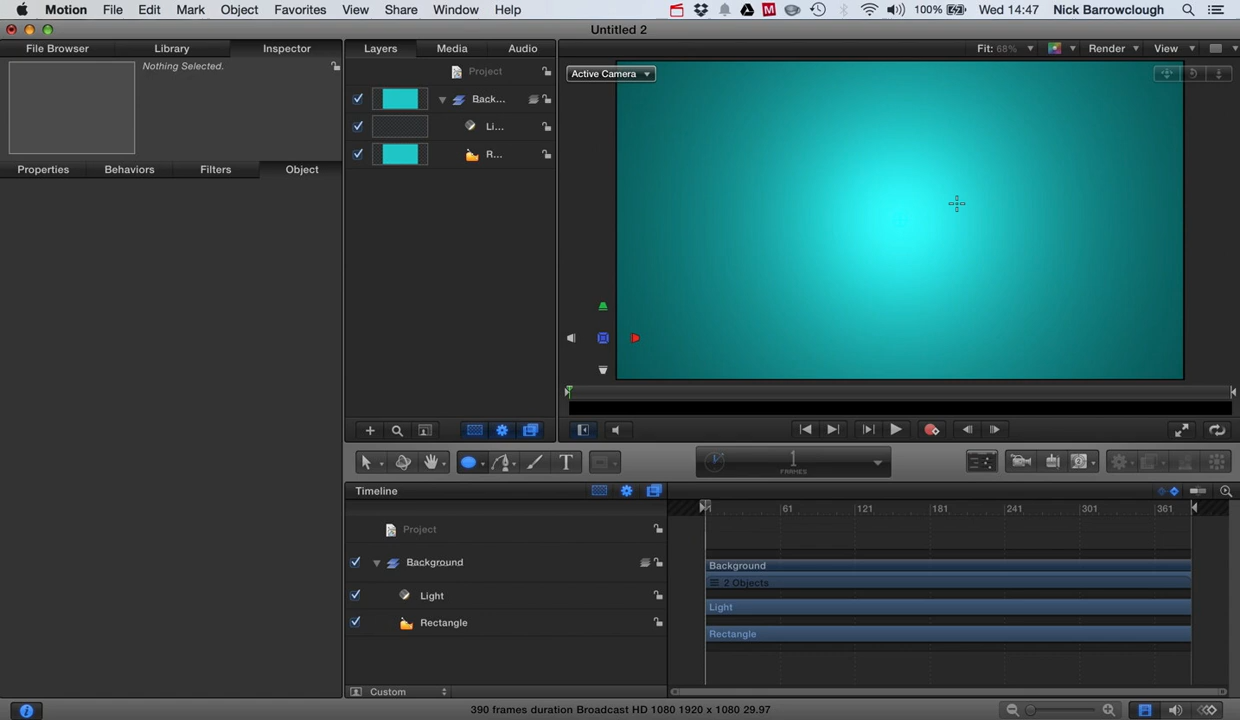 Motion File Edit Mark Object Favorites View Share Window Help 100% Wed 14:47 Nick Barrowclough
Untitled 2
File Browser Library Inspector Layers Media Audio Fit: 68% Render View
Nothing Selected.
Project
Active Camera
Back...
Li...
R...
Properties Behaviors Filters Object
1
FRAMES
Timeline
1 61 121 181 241 301 361
Project
Background
Background
2 Objects
Light
Light
Rectangle
Rectangle
Custom
390 frames duration Broadcast HD 1080 1920 x 1080 29.97